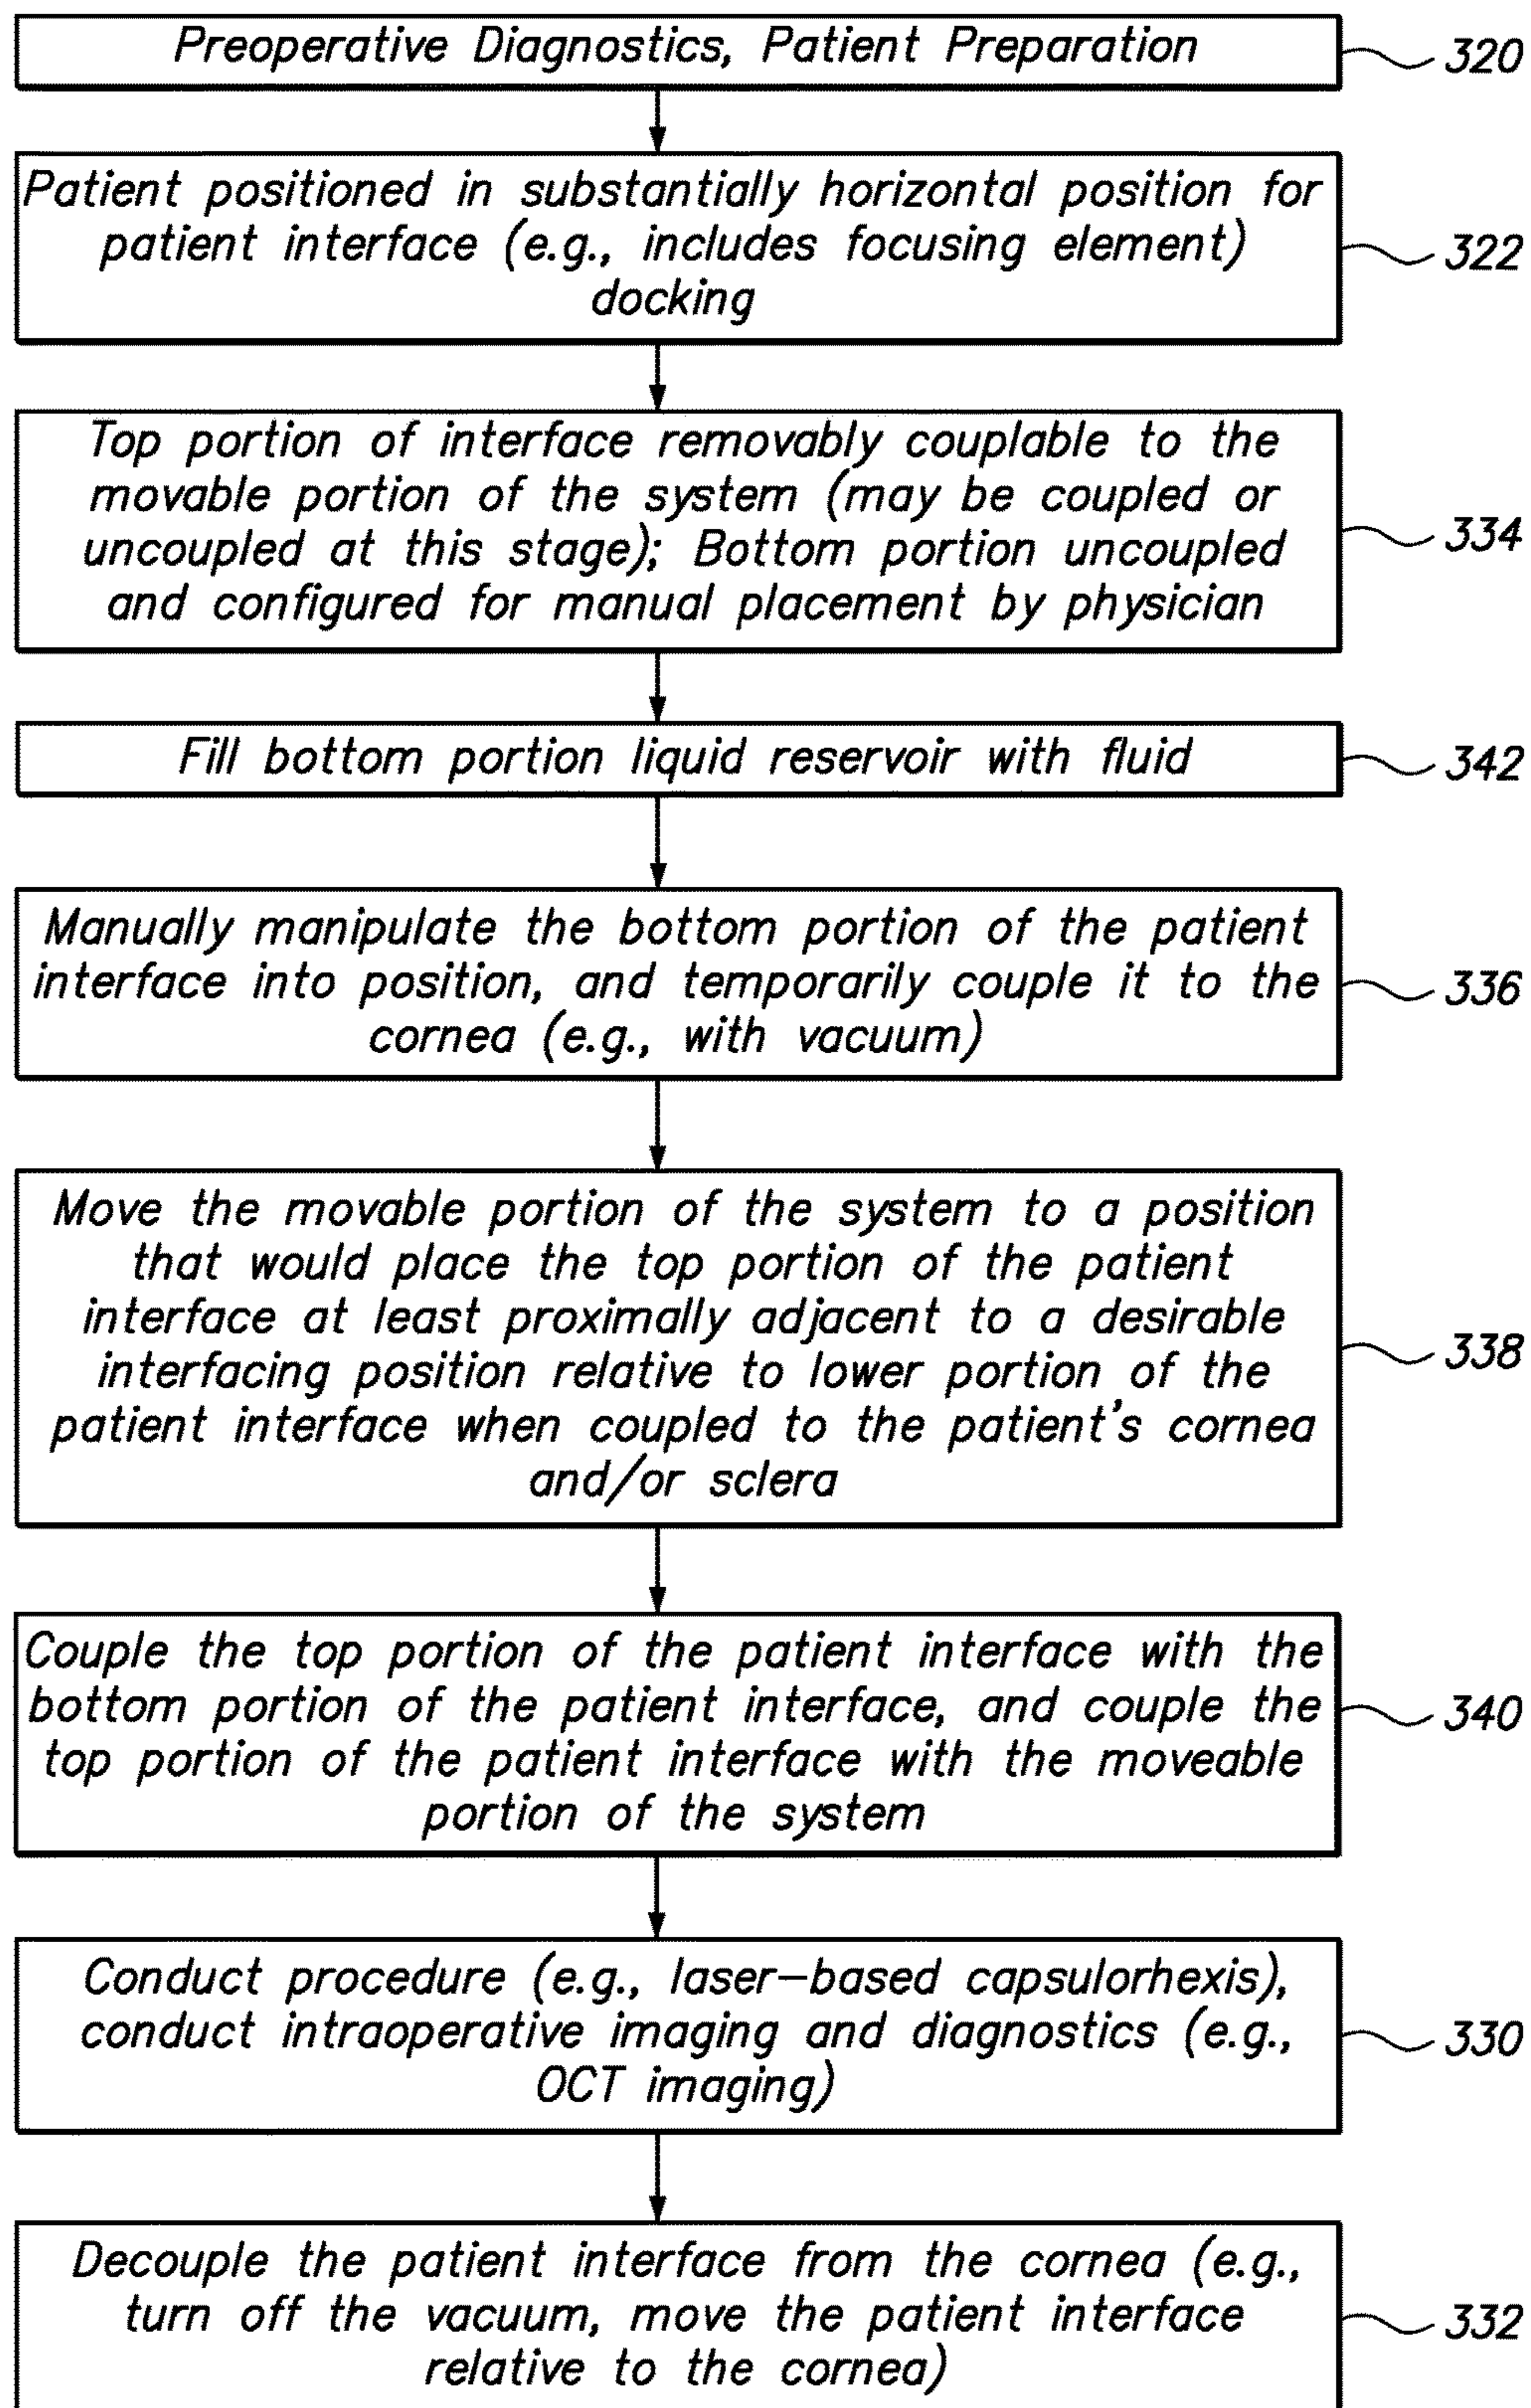 Preoperative Diagnostics, Patient Preparation
320
Patient positioned in substantially horizontal position for
patient interface (e.g., includes focusing element)
docking
322
Top portion of interface removably couplable to the
movable portion of the system (may be coupled or
uncoupled at this stage); Bottom portion uncoupled
and configured for manual placement by physician
334
Fill bottom portion liquid reservoir with fluid
342
Manually manipulate the bottom portion of the patient
interface into position, and temporarily couple it to the
cornea (e.g., with vacuum)
336
Move the movable portion of the system to a position
that would place the top portion of the patient
interface at least proximally adjacent to a desirable
interfacing position relative to lower portion of the
patient interface when coupled to the patient's cornea
and/or sclera
338
Couple the top portion of the patient interface with the
bottom portion of the patient interface, and couple the
top portion of the patient interface with the moveable
portion of the system
340
Conduct procedure (e.g., laser-based capsulorhexis),
conduct intraoperative imaging and diagnostics (e.g.,
OCT imaging)
330
Decouple the patient interface from the cornea (e.g.,
turn off the vacuum, move the patient interface
relative to the cornea)
332